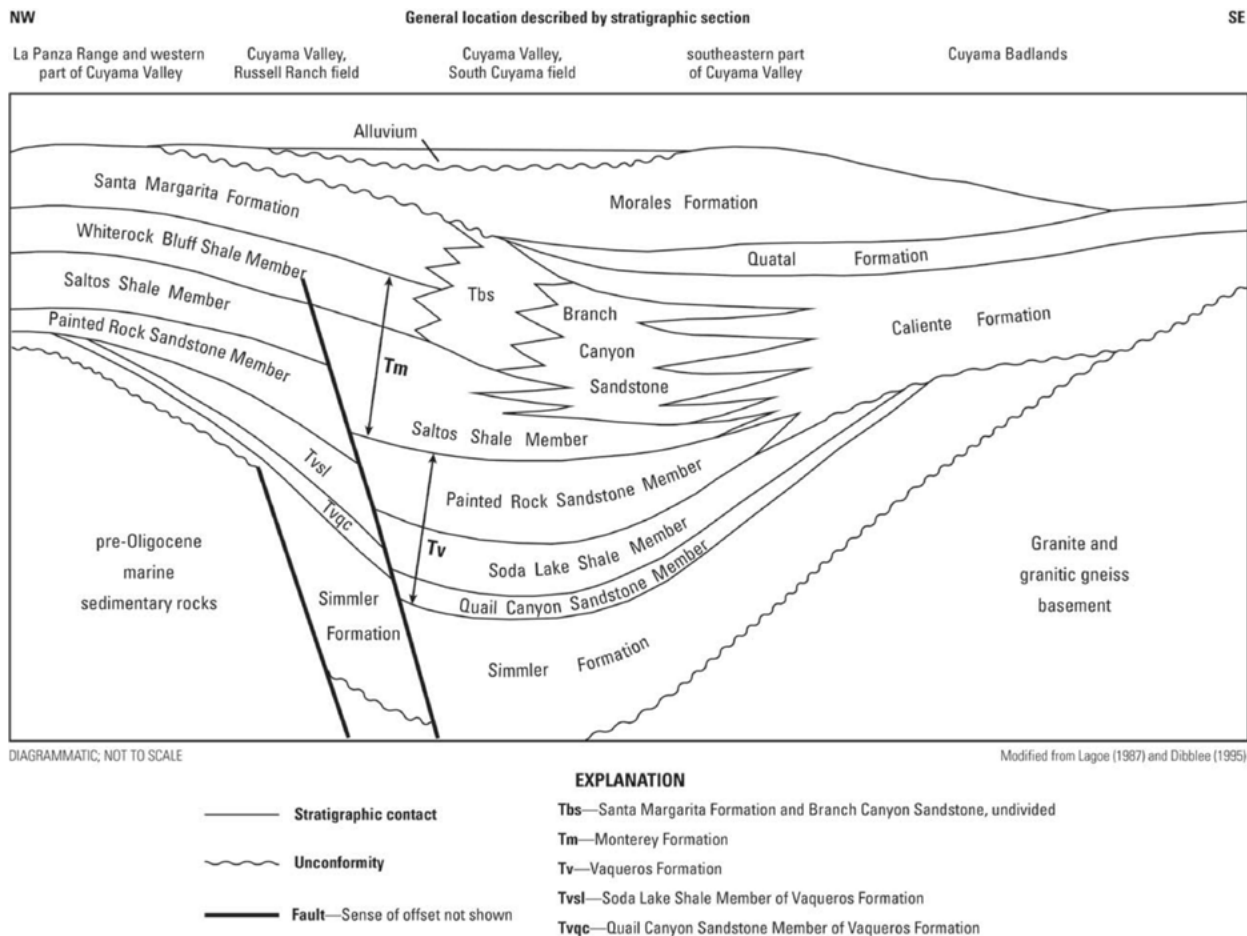 NW
General location described by stratigraphic section
SE
La Panza Range and western
part of Cuyama Valley
Cuyama Valley,
Russell Ranch field
Cuyama Valley,
South Cuyama field
southeastern part
of Cuyama Valley
Cuyama Badlands
Alluvium
Santa Margarita Formation
Morales Formation
Whiterock Bluff Shale Member
Quatal Formation
Saltos Shale Member
Tbs
Branch
Canyon
Sandstone
Caliente Formation
Painted Rock Sandstone Member
Tm
Saltos Shale Member
Tvsl
Painted Rock Sandstone Member
Tvqc
Tv
Soda Lake Shale Member
Quail Canyon Sandstone Member
pre-Oligocene
marine
sedimentary rocks
Simmler
Formation
Simmler Formation
Granite and
granitic gneiss
basement
DIAGRAMMATIC; NOT TO SCALE
Modified from Lagoe (1987) and Dibblee (1995)
EXPLANATION
Stratigraphic contact
Unconformity
Fault—Sense of offset not shown
Tbs—Santa Margarita Formation and Branch Canyon Sandstone, undivided
Tm—Monterey Formation
Tv—Vaqueros Formation
Tvsl—Soda Lake Shale Member of Vaqueros Formation
Tvqc—Quail Canyon Sandstone Member of Vaqueros Formation